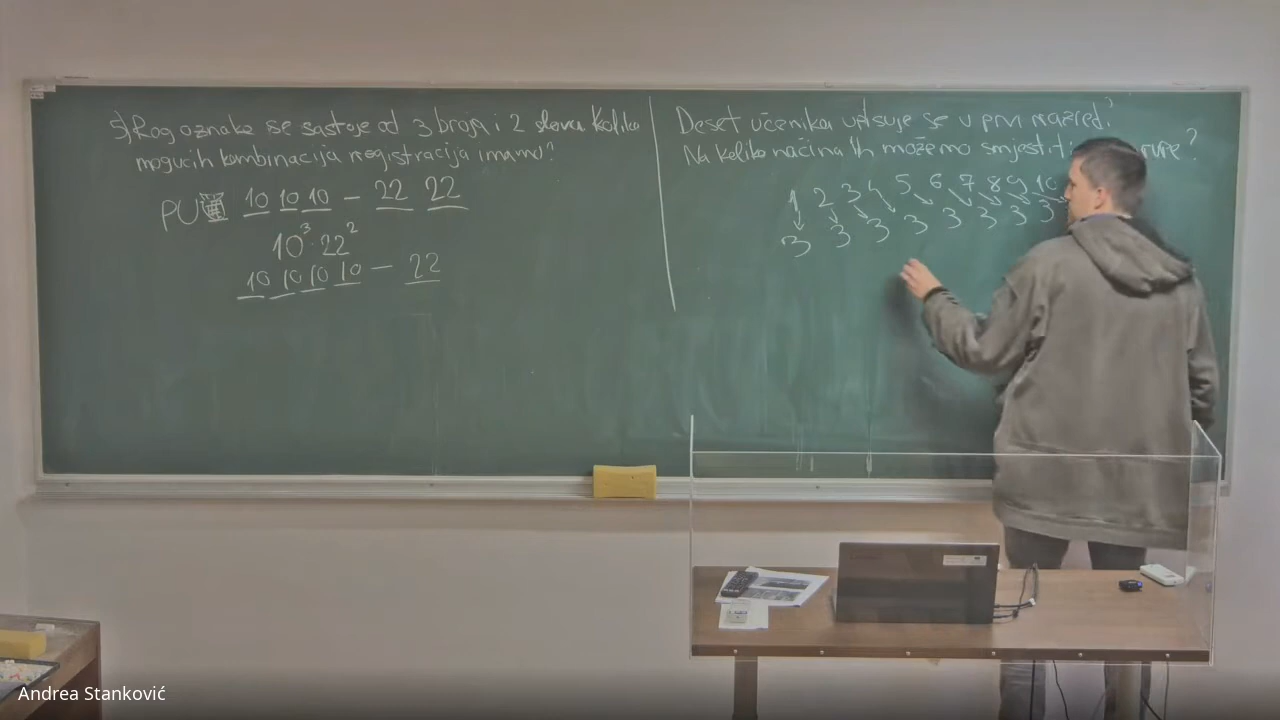 5) Reg oznake se sastoje od 3 broja i 2 slova. Koliko
mogucih kombinacija registracija imamo?
PU 10 10 10 - 22 22
10³·22²
10 10 10 10 - 22
Deset učenika upisuje se u prvi razred.
Na koliko načina ih možemo smjestiti ?
1 2 3 4 5 6 7 8 9 10
3 3 3 3 3 3 3 3
Andrea Stanković